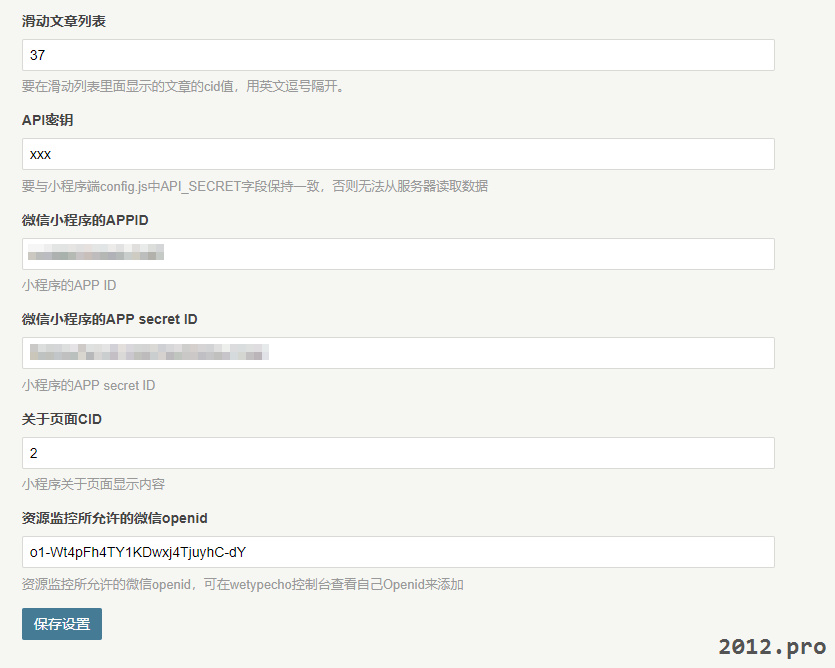 滑动文章列表
37
要在滑动列表里面显示的文章的cid值，用英文逗号隔开。
API密钥
xxx
要与小程序端config.js中API_SECRET字段保持一致，否则无法从服务器读取数据
微信小程序的APPID
小程序的APP ID
微信小程序的APP secret ID
小程序的APP secret ID
关于页面CID
2
小程序关于页面显示内容
资源监控所允许的微信openid
o1-Wt4pFh4TY1KDwxj4TjuyhC-dY
资源监控所允许的微信openid，可在wetypecho控制台查看自己Openid来添加
保存设置
2012.pro